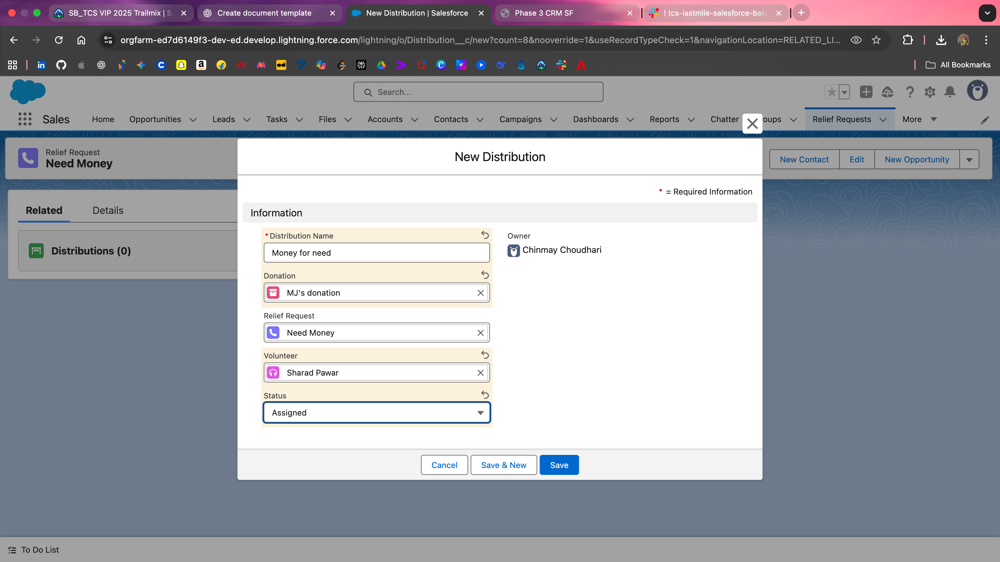 SB_TCS VIP 2025 Trailmix | S
Create document template
New Distribution | Salesforce
Phase 3 CRM SF
! tcs-lastmile-salesforce-batc
orgfarm-ed7d6149f3-dev-ed.develop.lightning.force.com/lightning/o/Distribution__c/new?count=8&nooverride=1&useRecordTypeCheck=1&navigationLocation=RELATED_LI...
All Bookmarks
Search...
Sales
Home
Opportunities
Leads
Tasks
Files
Accounts
Contacts
Campaigns
Dashboards
Reports
Chatter
oups
Relief Requests
More
Relief Request
Need Money
New Contact
Edit
New Opportunity
Related
Details
Distributions (0)
New Distribution
* = Required Information
Information
*Distribution Name
Money for need
Owner
Chinmay Choudhari
Donation
MJ's donation
Relief Request
Need Money
Volunteer
Sharad Pawar
Status
Assigned
Cancel
Save & New
Save
To Do List